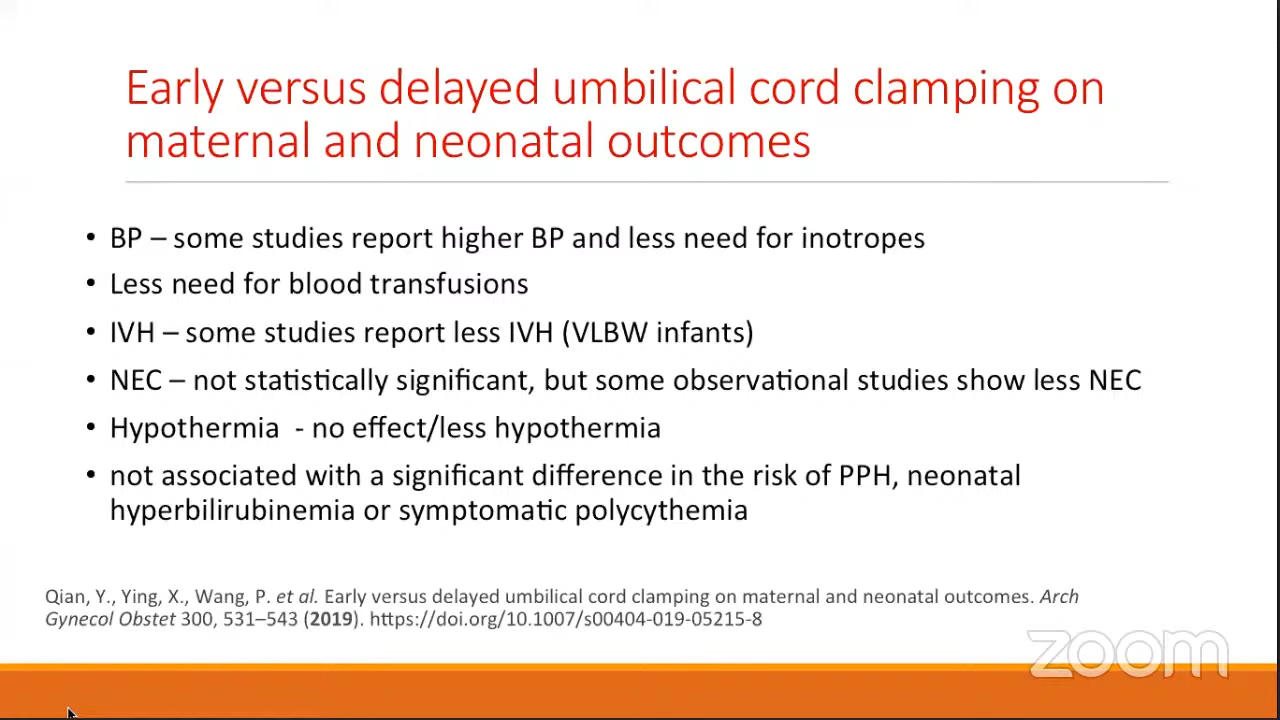 Early versus delayed umbilical cord clamping on
maternal and neonatal outcomes
• BP – some studies report higher BP and less need for inotropes
• Less need for blood transfusions
• IVH – some studies report less IVH (VLBW infants)
• NEC – not statistically significant, but some observational studies show less NEC
• Hypothermia - no effect/less hypothermia
• not associated with a significant difference in the risk of PPH, neonatal
hyperbilirubinemia or symptomatic polycythemia
Qian, Y., Ying, X., Wang, P. et al. Early versus delayed umbilical cord clamping on maternal and neonatal outcomes. Arch
Gynecol Obstet 300, 531–543 (2019). https://doi.org/10.1007/s00404-019-05215-8
zoom